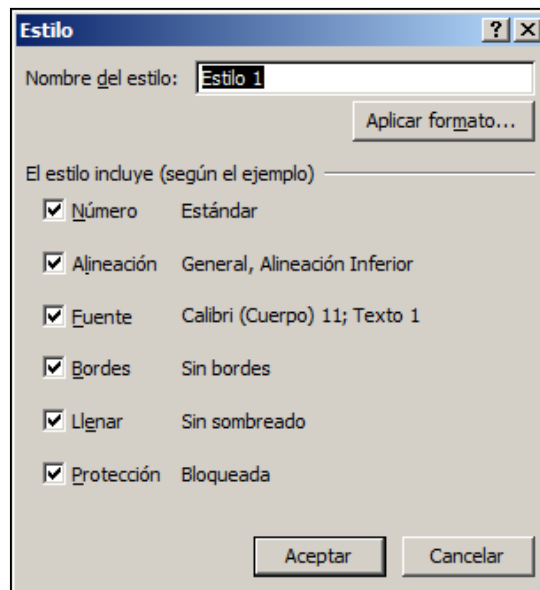 Estilo
Nombre del estilo: Estilo 1
Aplicar formato...
El estilo incluye (según el ejemplo)
Número Estándar
Alineación General, Alineación Inferior
Fuente Calibri (Cuerpo) 11; Texto 1
Bordes Sin bordes
Llenar Sin sombreado
Protección Bloqueada
Aceptar Cancelar